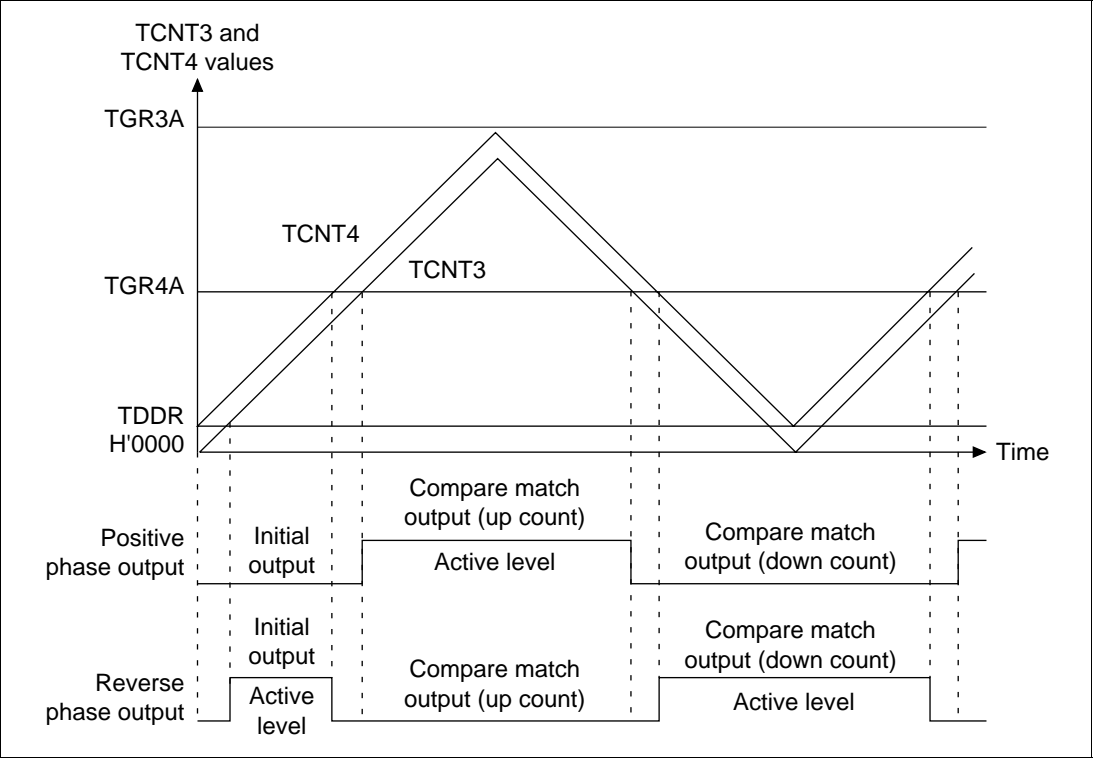 TCNT3 and
TCNT4 values
TGR3A
TCNT4
TCNT3
TGR4A
TDDR
H'0000
Time
Compare match
output (up count)
Positive
phase output
Initial
output
Active level
Compare match
output (down count)
Initial
output
Compare match
output (up count)
Compare match
output (down count)
Reverse
phase output
Active
level
Active level